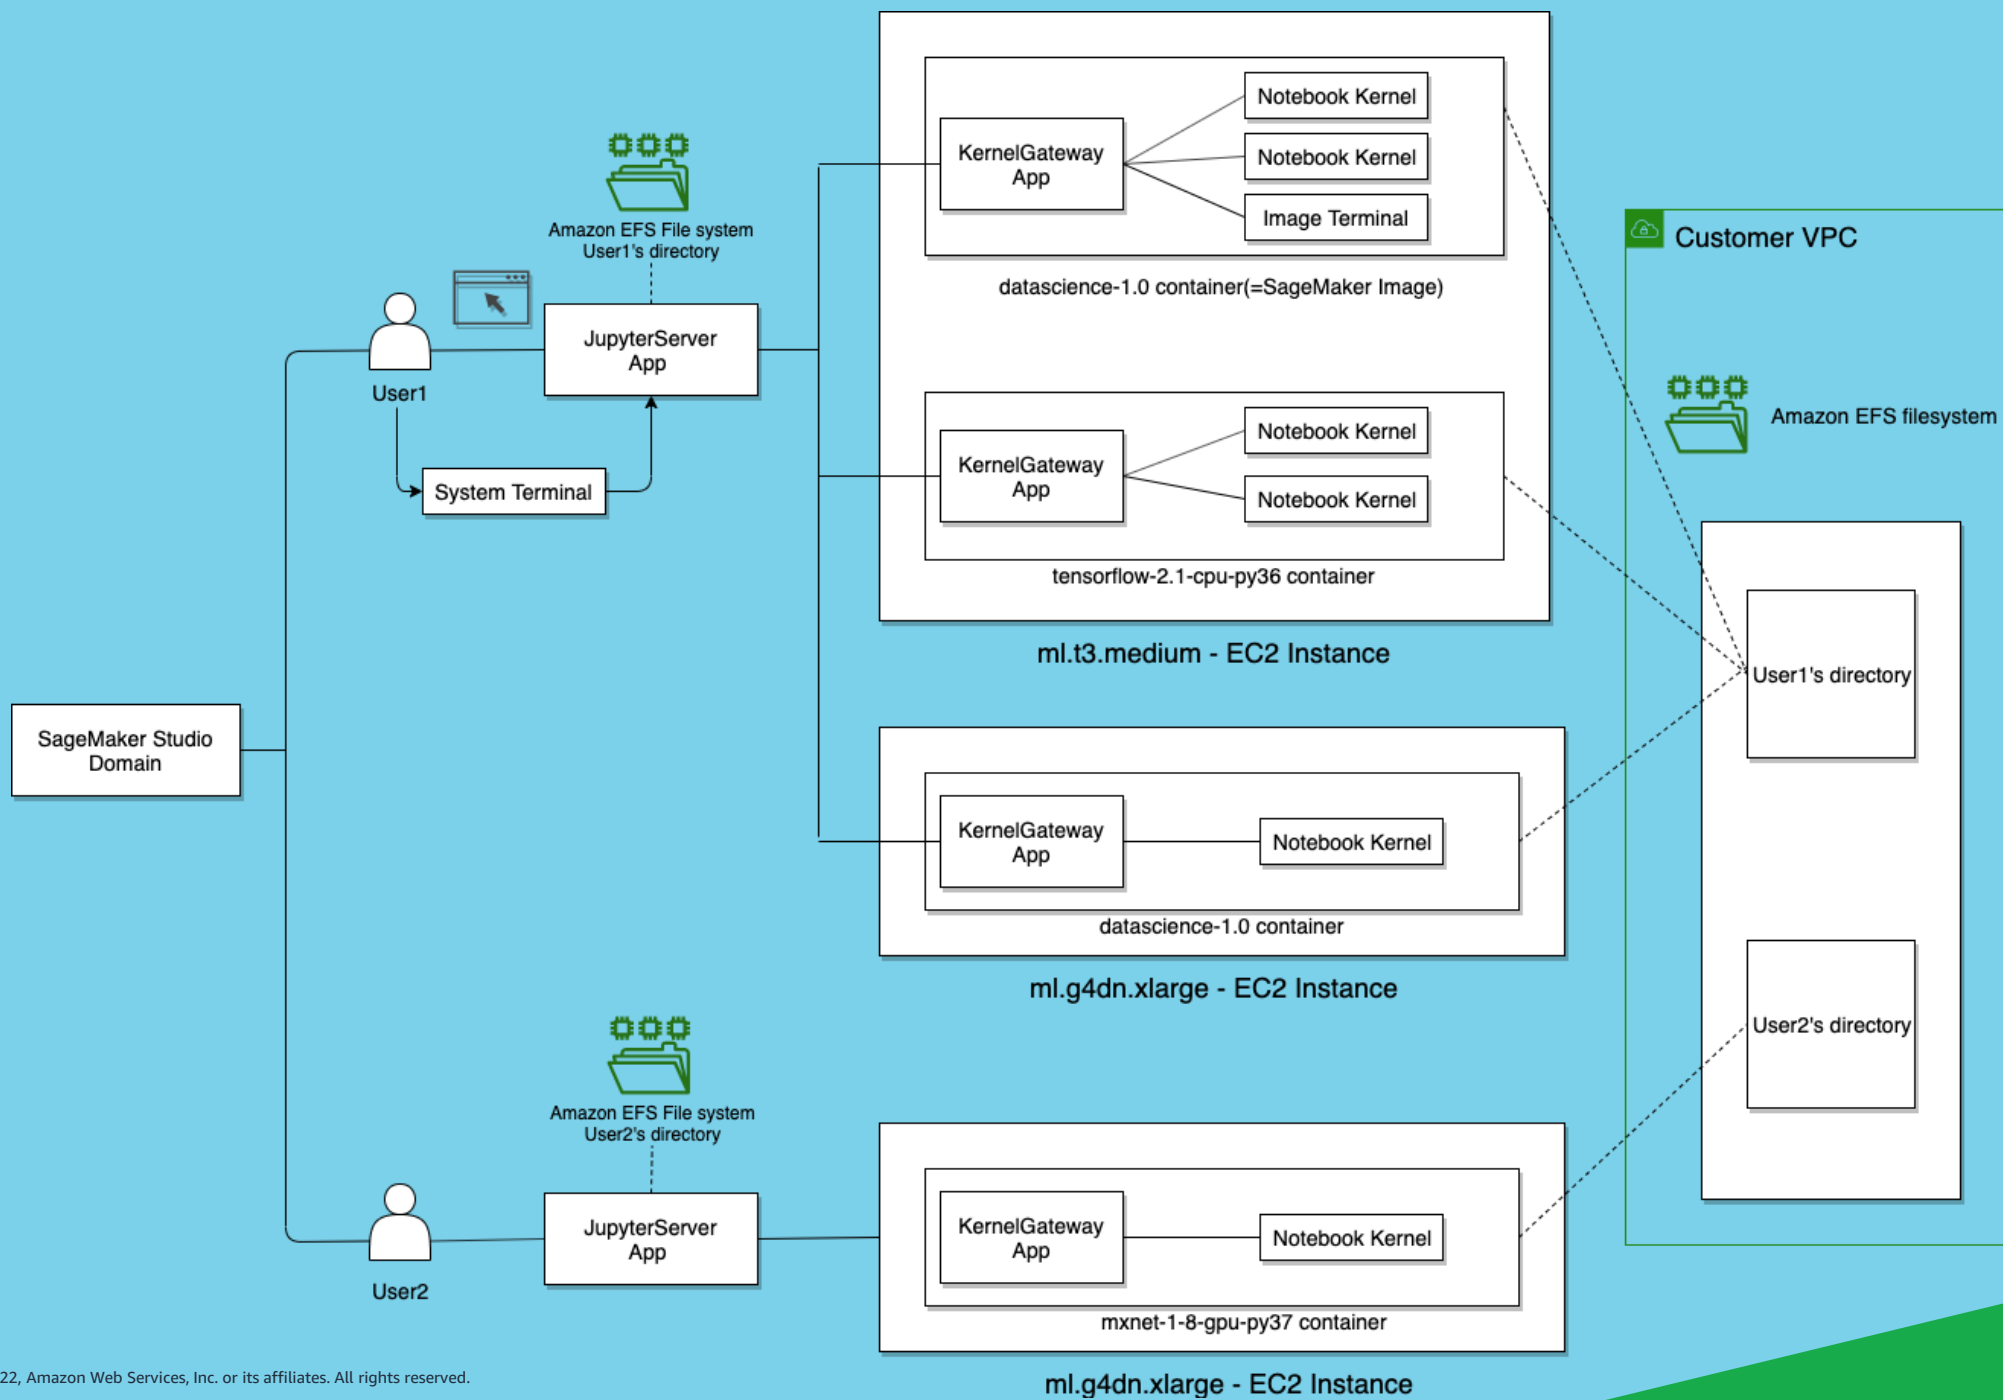 Notebook Kernel
KernelGateway
App
Notebook Kernel
Image Terminal
datascience-1.0 container(=SageMaker Image)
Amazon EFS File system
User1's directory
JupyterServer
App
User1
System Terminal
Notebook Kernel
KernelGateway
App
Notebook Kernel
tensorflow-2.1-cpu-py36 container
ml.t3.medium - EC2 Instance
Customer VPC
Amazon EFS filesystem
User1's directory
User2's directory
SageMaker Studio
Domain
KernelGateway
App
Notebook Kernel
datascience-1.0 container
ml.g4dn.xlarge - EC2 Instance
Amazon EFS File system
User2's directory
JupyterServer
App
User2
KernelGateway
App
Notebook Kernel
mxnet-1-8-gpu-py37 container
ml.g4dn.xlarge - EC2 Instance
22, Amazon Web Services, Inc. or its affiliates. All rights reserved.